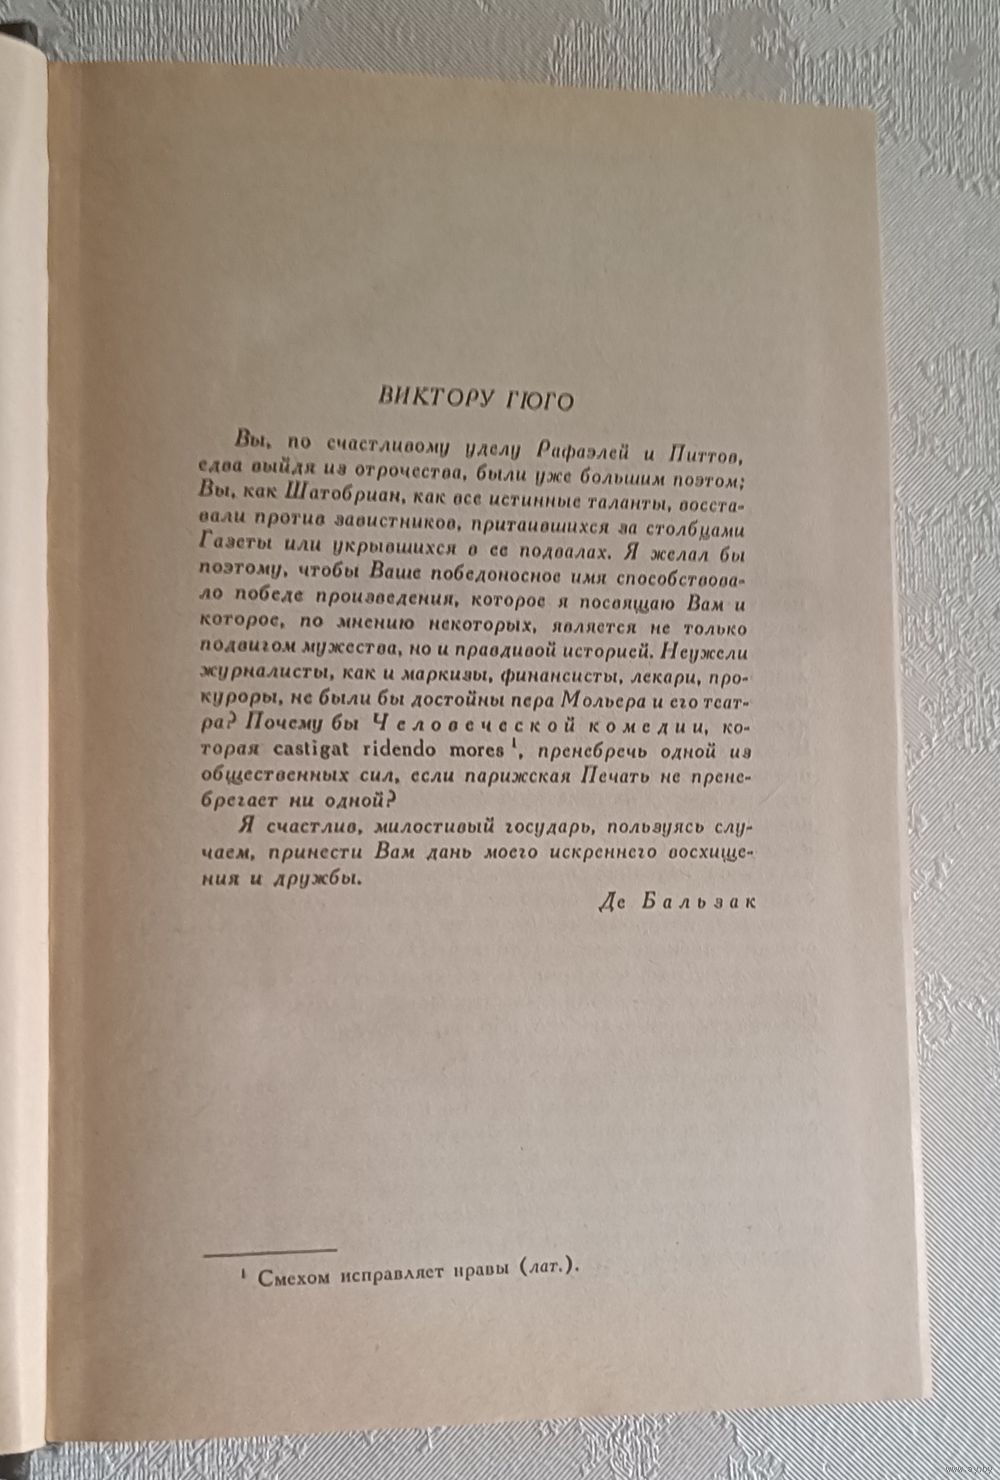 ВИКТОРУ ГЮГО
Вы, по счастливому уделу Рафаэлей и Питтов,
едва выйдя из отрочества, были уже большим поэтом;
Вы, как Шатобриан, как все истинные таланты, восста-
вали против завистников, притаившихся за столбцами
Газеты или укрывшихся в ее подвалах. Я желал бы
поэтому, чтобы Ваше победоносное имя способствова-
ло победе произведения, которое я посвящаю Вам и
которое, по мнению некоторых, является не только
подвигом мужества, но и правдивой историей. Неужели
журналисты, как и маркизы, финансисты, лекари, про-
куроры, не были бы достойны пера Мольера и его теат-
ра? Почему бы Человеческой комедии, ко-
торая castigat ridendo mores ¹, пренебречь одной из
общественных сил, если парижская Печать не прене-
брегает ни одной?
Я счастлив, милостивый государь, пользуясь слу-
чаем, принести Вам дань моего искреннего восхище-
ния и дружбы.
Де Бальзак
¹ Смехом исправляет нравы (лат.).